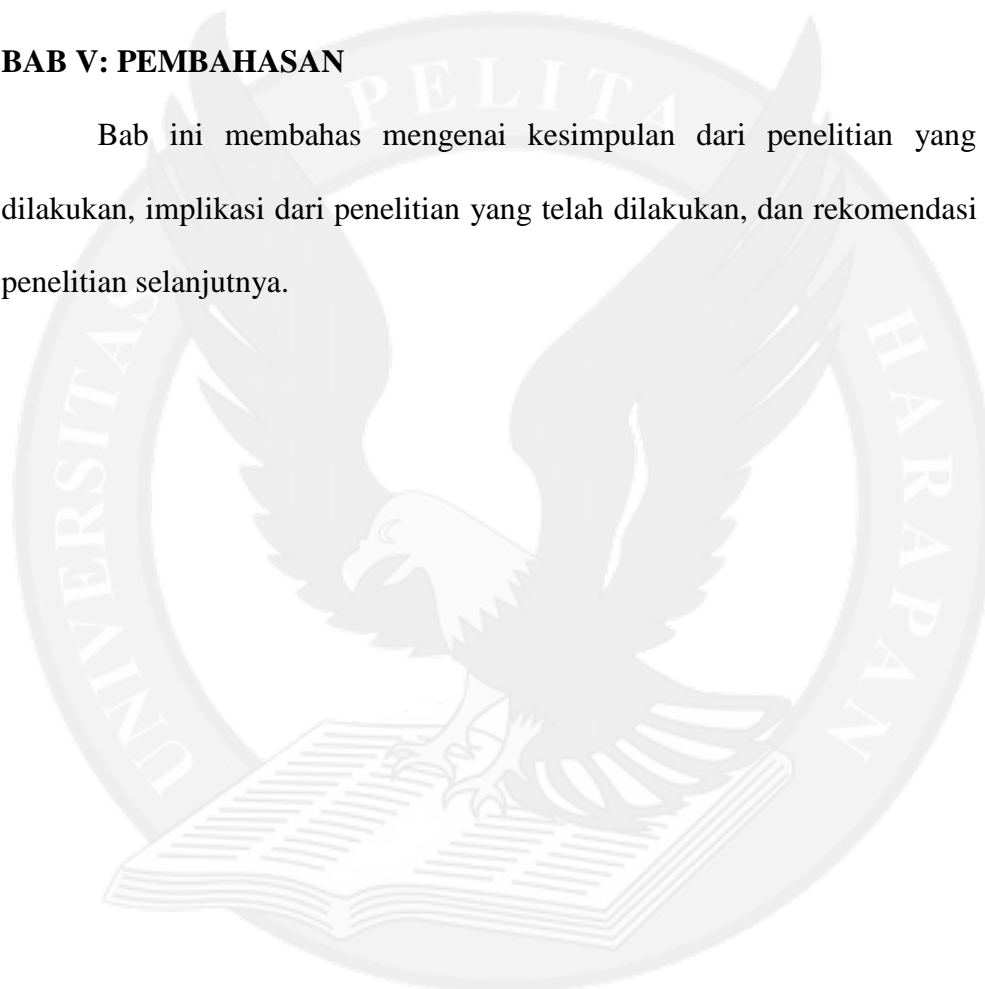 BAB V: PEMBAHASAN
Bab ini membahas mengenai kesimpulan dari penelitian yang
dilakukan, implikasi dari penelitian yang telah dilakukan, dan rekomendasi
penelitian selanjutnya.
UNIVERSITAS PELITA HARAPAN